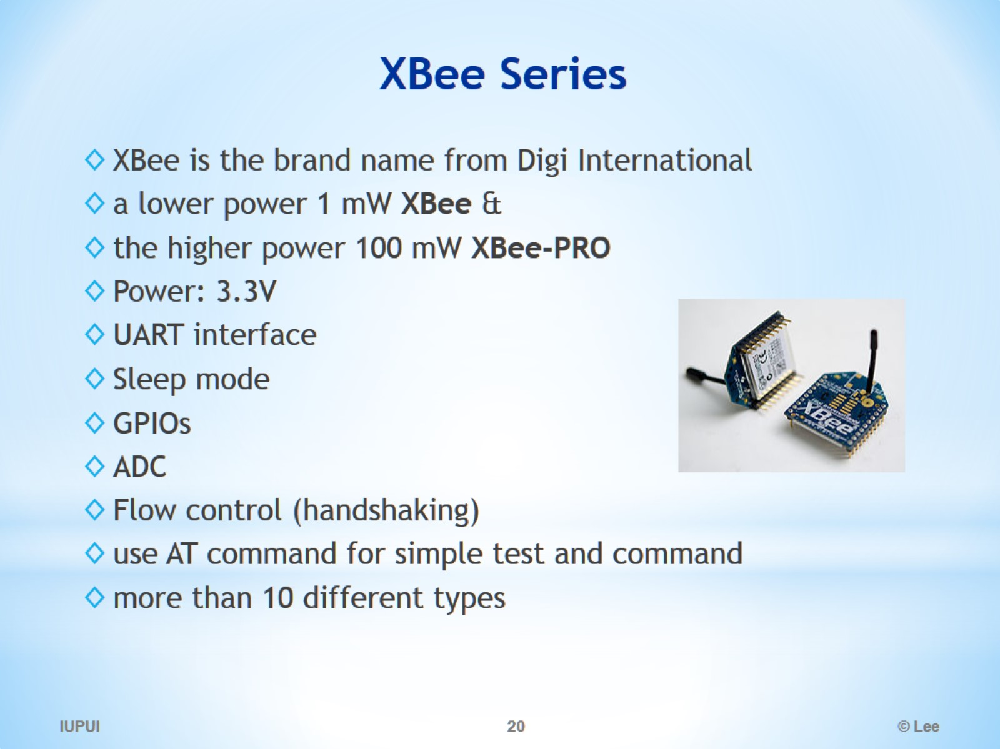 XBee Series
XBee is the brand name from Digi International
a lower power 1 mW XBee &
the higher power 100 mW XBee-PRO
Power: 3.3V
UART interface
Sleep mode
GPIOs
ADC
Flow control (handshaking)
use AT command for simple test and command
more than 10 different types
XBee
IUPUI
20
© Lee